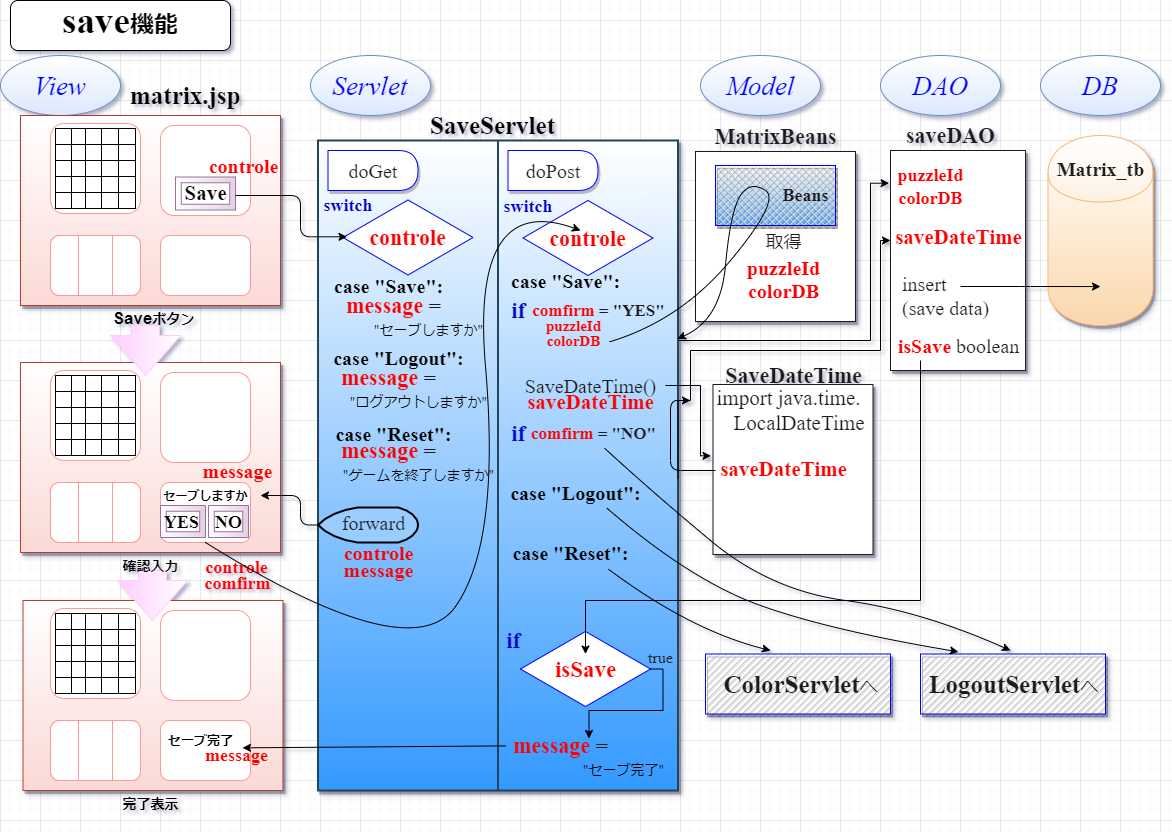 save機能
View
Servlet
Model
DAO
DB
matrix.jsp
controle
Save
Saveボタン
message
セーブしますか
YES
NO
確認入力
controle
comfirm
セーブ完了
message
完了表示
SaveServlet
doGet
switch
controle
case "Save":
message =
"セーブしますか"
case "Logout":
message =
"ログアウトしますか"
case "Reset":
message =
"ゲームを終了しますか"
forward
controle
message
doPost
switch
controle
case "Save":
if comfirm = "YES"
puzzleId
colorDB
SaveDateTime()
saveDateTime
if comfirm = "NO"
case "Logout":
case "Reset":
if
isSave
true
message =
"セーブ完了"
MatrixBeans
Beans
取得
puzzleId
colorDB
SaveDateTime
import java.time.
LocalDateTime
saveDateTime
saveDAO
puzzleId
colorDB
saveDateTime
insert
(save data)
isSave boolean
Matrix_tb
ColorServletへ
LogoutServletへ